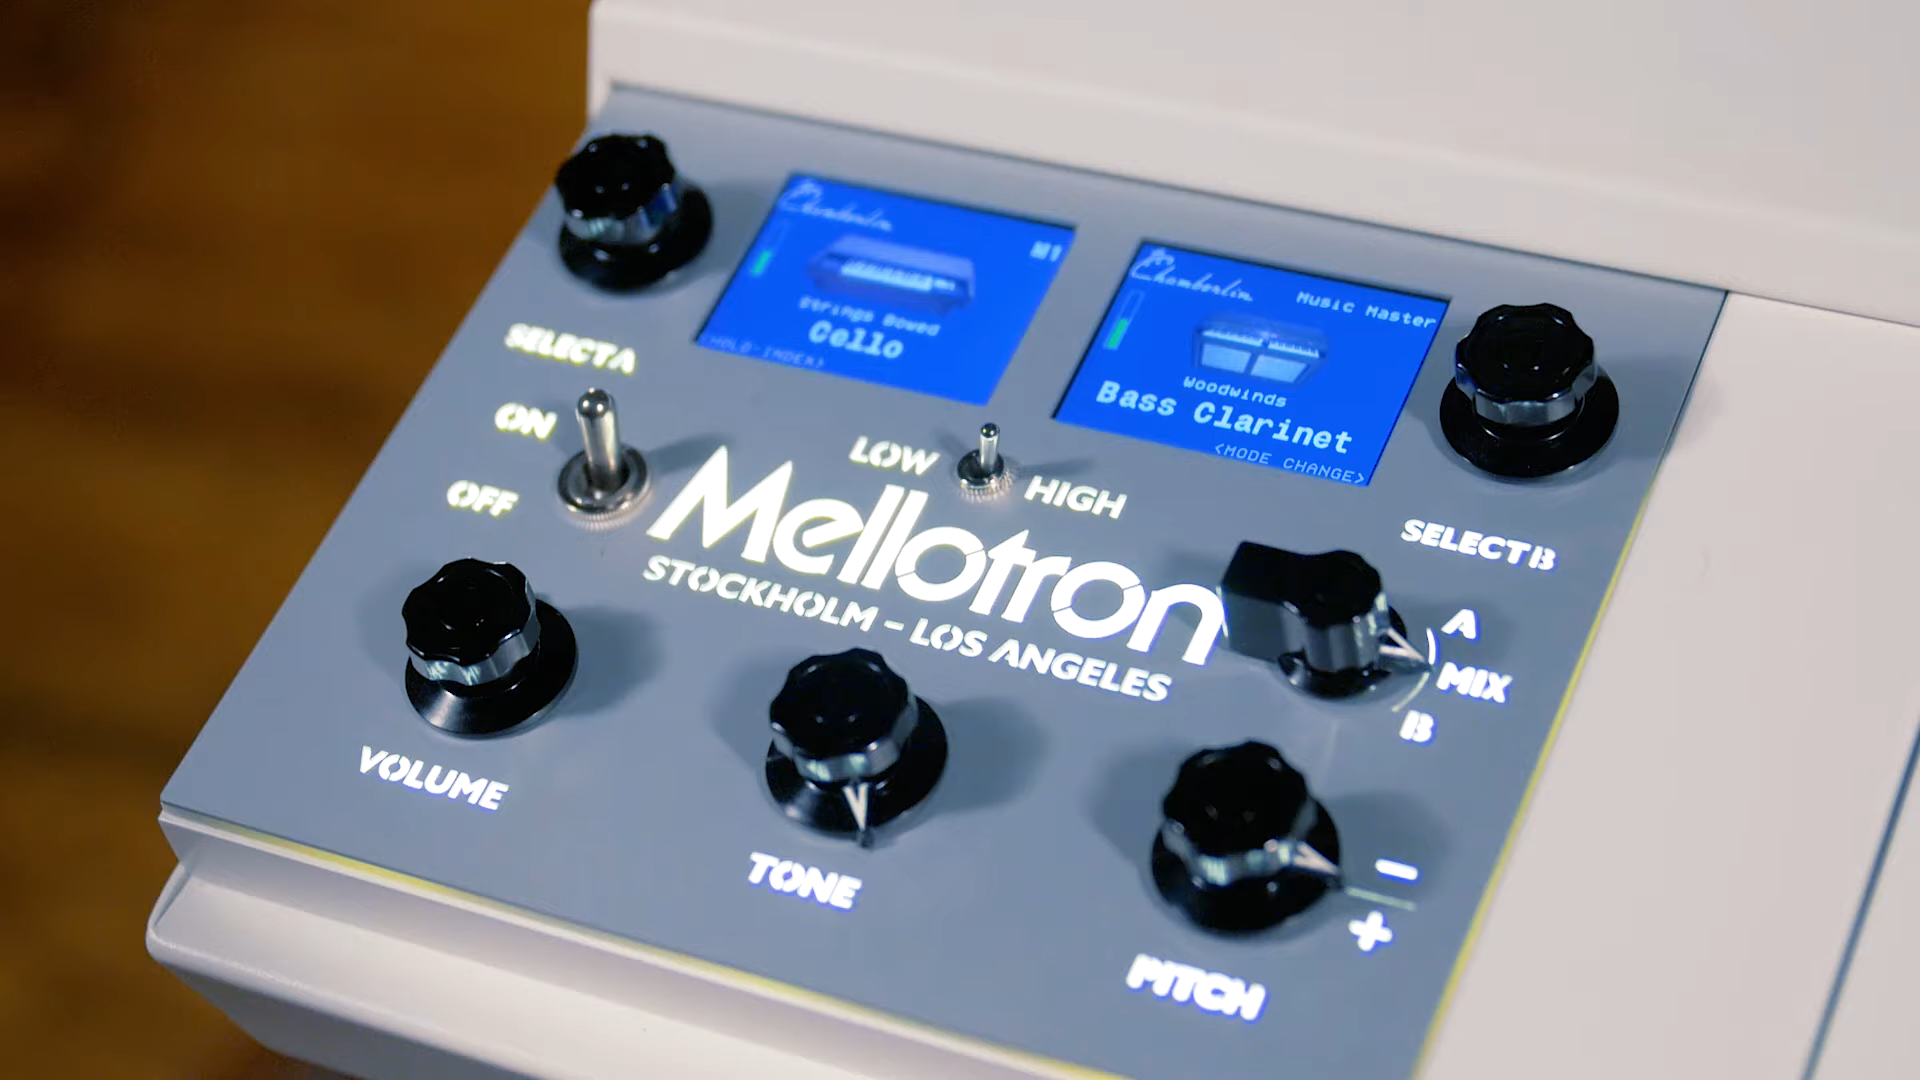 Chamberlin
M1
Strings Bowed
Cello
<HOLD-INDEX>
Chamberlin
Music Master
Woodwinds
Bass Clarinet
<MODE CHANGE>
SELECT A
ON
OFF
LOW
HIGH
Mellotron
STOCKHOLM – LOS ANGELES
SELECT B
A
MIX
B
VOLUME
TONE
PITCH
–
+